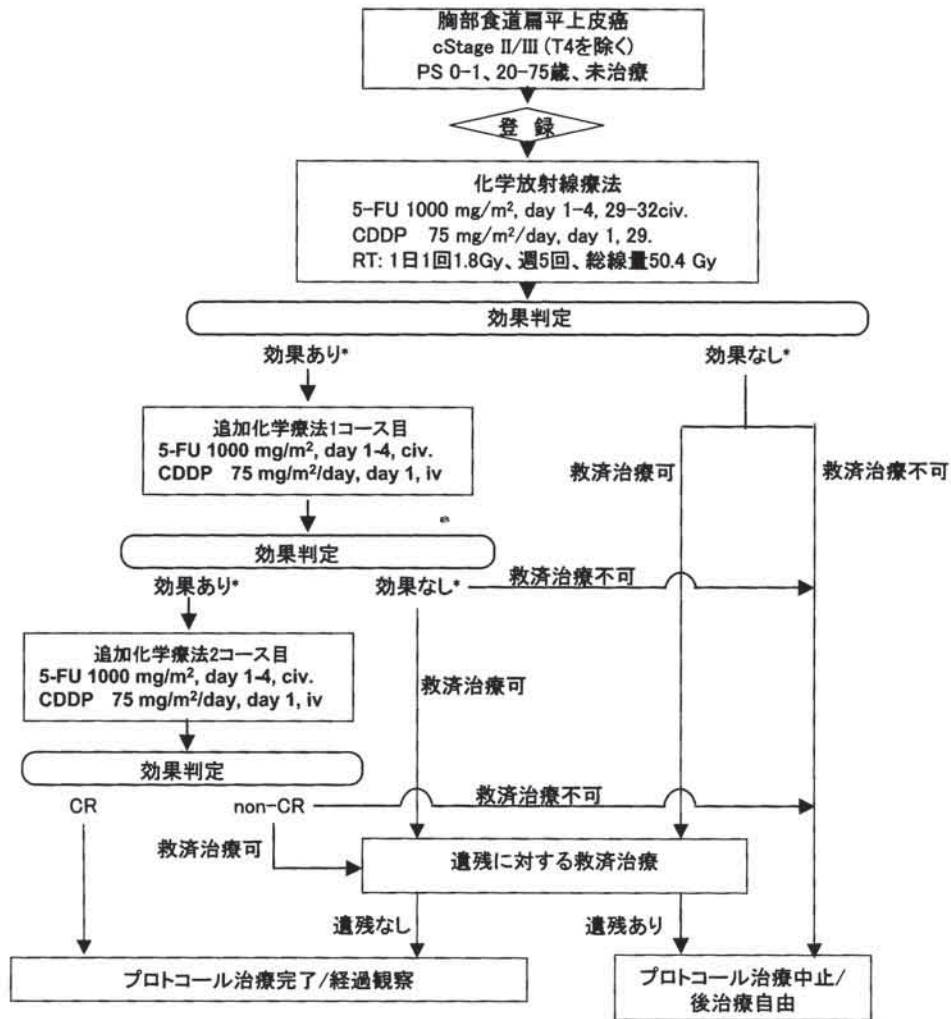 胸部食道扁平上皮癌
cStage II/III (T4を除く)
PS 0-1、20-75歳、未治療
登 録
化学放射線療法
5-FU 1000 mg/m², day 1-4, 29-32civ.
CDDP 75 mg/m²/day, day 1, 29.
RT: 1日1回1.8Gy、週5回、総線量50.4 Gy
効果判定
効果あり*
効果なし*
追加化学療法1コース目
5-FU 1000 mg/m², day 1-4, civ.
CDDP 75 mg/m²/day, day 1, iv
救済治療可
救済治療不可
効果判定
効果あり*
効果なし*
救済治療不可
追加化学療法2コース目
5-FU 1000 mg/m², day 1-4, civ.
CDDP 75 mg/m²/day, day 1, iv
救済治療可
効果判定
CR
non-CR
救済治療不可
救済治療可
遺残に対する救済治療
遺残なし
遺残あり
プロトコール治療完了/経過観察
プロトコール治療中止/
後治療自由